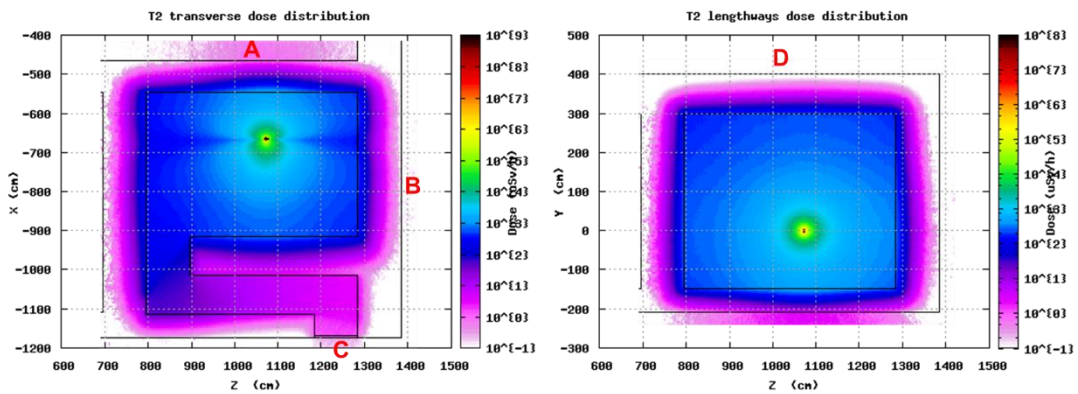 T2 transverse dose distribution
-400
-500
-600
-700
-800
-900
-1000
-1100
-1200
600 700 800 900 1000 1100 1200 1300 1400 1500
X (cm)
Z (cm)
A
B
C
10^{9}
10^{8}
10^{7}
10^{6}
10^{5}
10^{4}
10^{3}
10^{2}
10^{1}
10^{0}
10^{-1}
Dose (uSv/h)
T2 lengthways dose distribution
500
400
300
200
100
0
-100
-200
-300
600 700 800 900 1000 1100 1200 1300 1400 1500
Y (cm)
Z (cm)
D
10^{8}
10^{7}
10^{6}
10^{5}
10^{4}
10^{3}
10^{2}
10^{1}
10^{0}
10^{-1}
Dose (uSv/h)